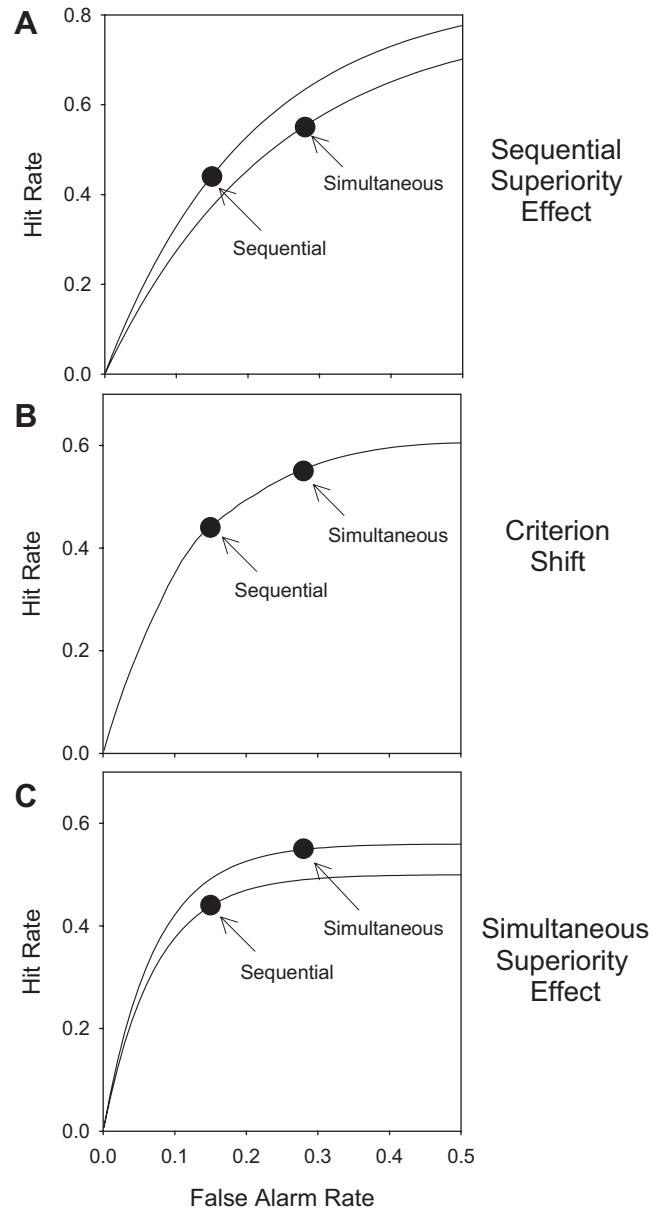 A
0.8
0.6
0.4
0.2
0.0
Hit Rate
Simultaneous
Sequential
Sequential
Superiority
Effect
B
0.6
0.4
0.2
0.0
Hit Rate
Simultaneous
Sequential
Criterion
Shift
C
0.6
0.4
0.2
0.0
Hit Rate
Simultaneous
Sequential
Simultaneous
Superiority
Effect
0.0 0.1 0.2 0.3 0.4 0.5
False Alarm Rate